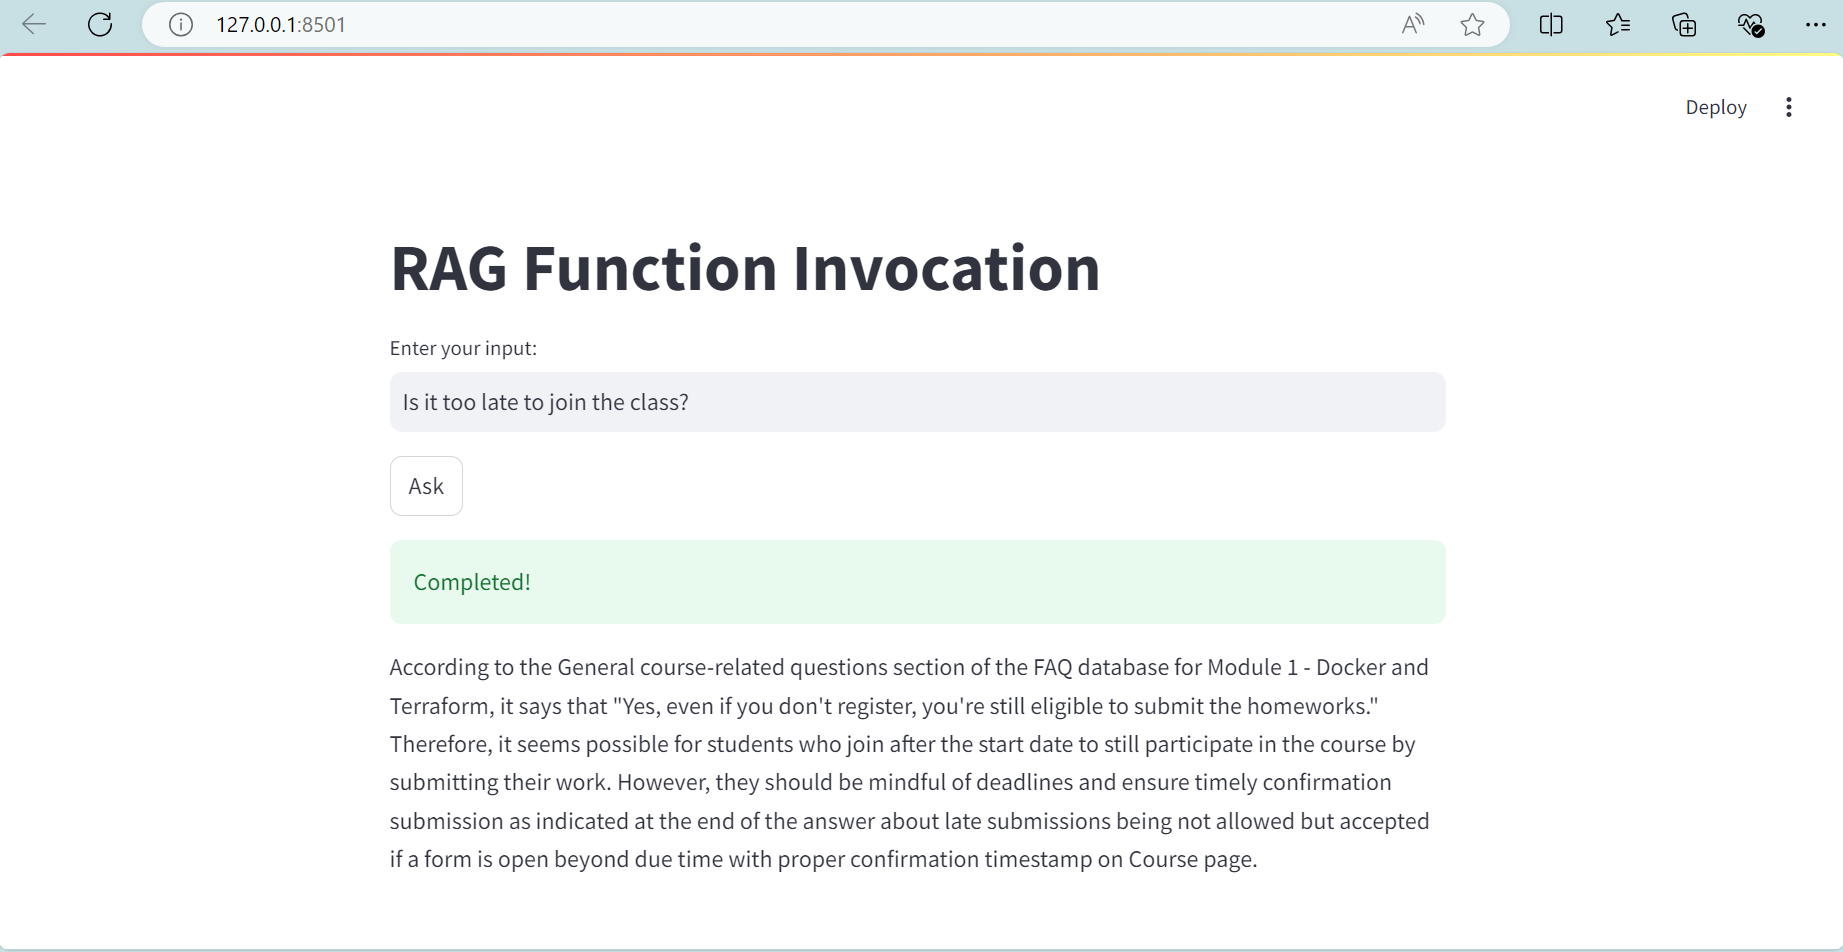 127.0.0.1:8501
Deploy
RAG Function Invocation
Enter your input:
Is it too late to join the class?
Ask
Completed!
According to the General course-related questions section of the FAQ database for Module 1 - Docker and
Terraform, it says that "Yes, even if you don't register, you're still eligible to submit the homeworks."
Therefore, it seems possible for students who join after the start date to still participate in the course by
submitting their work. However, they should be mindful of deadlines and ensure timely confirmation
submission as indicated at the end of the answer about late submissions being not allowed but accepted
if a form is open beyond due time with proper confirmation timestamp on Course page.